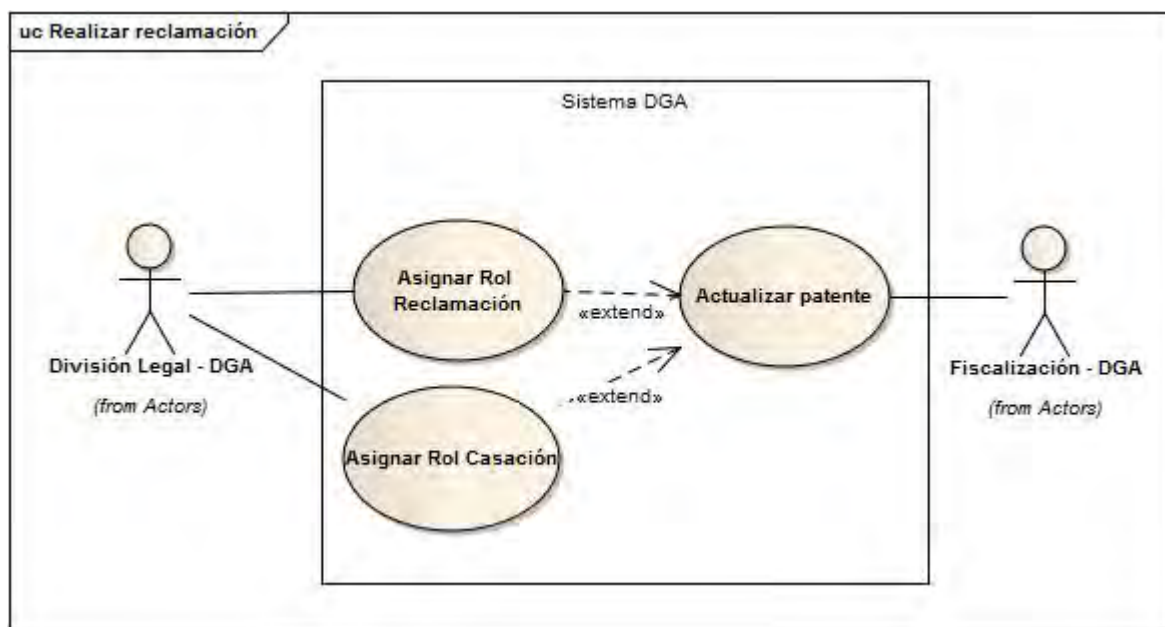 uc Realizar reclamación
Sistema DGA
Asignar Rol
Reclamación
«extend»
Actualizar patente
División Legal - DGA
(from Actors)
Fiscalización - DGA
(from Actors)
«extend»
Asignar Rol Casación